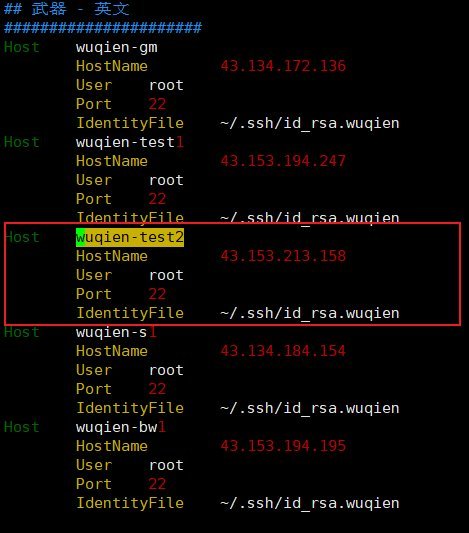 ## 武器 - 英文
######################
Host    wuqien-gm
        HostName        43.134.172.136
        User    root
        Port    22
        IdentityFile    ~/.ssh/id_rsa.wuqien
Host    wuqien-test1
        HostName        43.153.194.247
        User    root
        Port    22
        IdentityFile    ~/.ssh/id_rsa.wuqien
Host    wuqien-test2
        HostName        43.153.213.158
        User    root
        Port    22
        IdentityFile    ~/.ssh/id_rsa.wuqien
Host    wuqien-s1
        HostName        43.134.184.154
        User    root
        Port    22
        IdentityFile    ~/.ssh/id_rsa.wuqien
Host    wuqien-bw1
        HostName        43.153.194.195
        User    root
        Port    22
        IdentityFile    ~/.ssh/id_rsa.wuqien